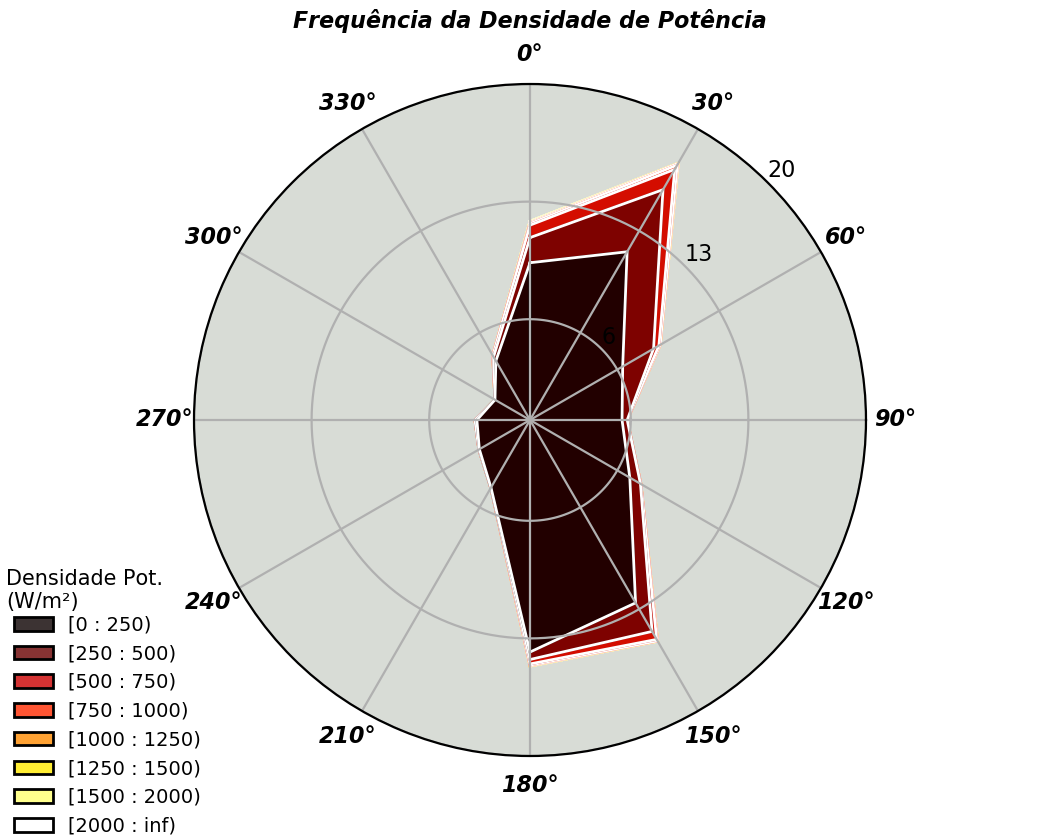 Frequência da Densidade de Potência
0°
30°
60°
90°
120°
150°
180°
210°
240°
270°
300°
330°
6
13
20
Densidade Pot.
(W/m²)
[0 : 250)
[250 : 500)
[500 : 750)
[750 : 1000)
[1000 : 1250)
[1250 : 1500)
[1500 : 2000)
[2000 : inf)